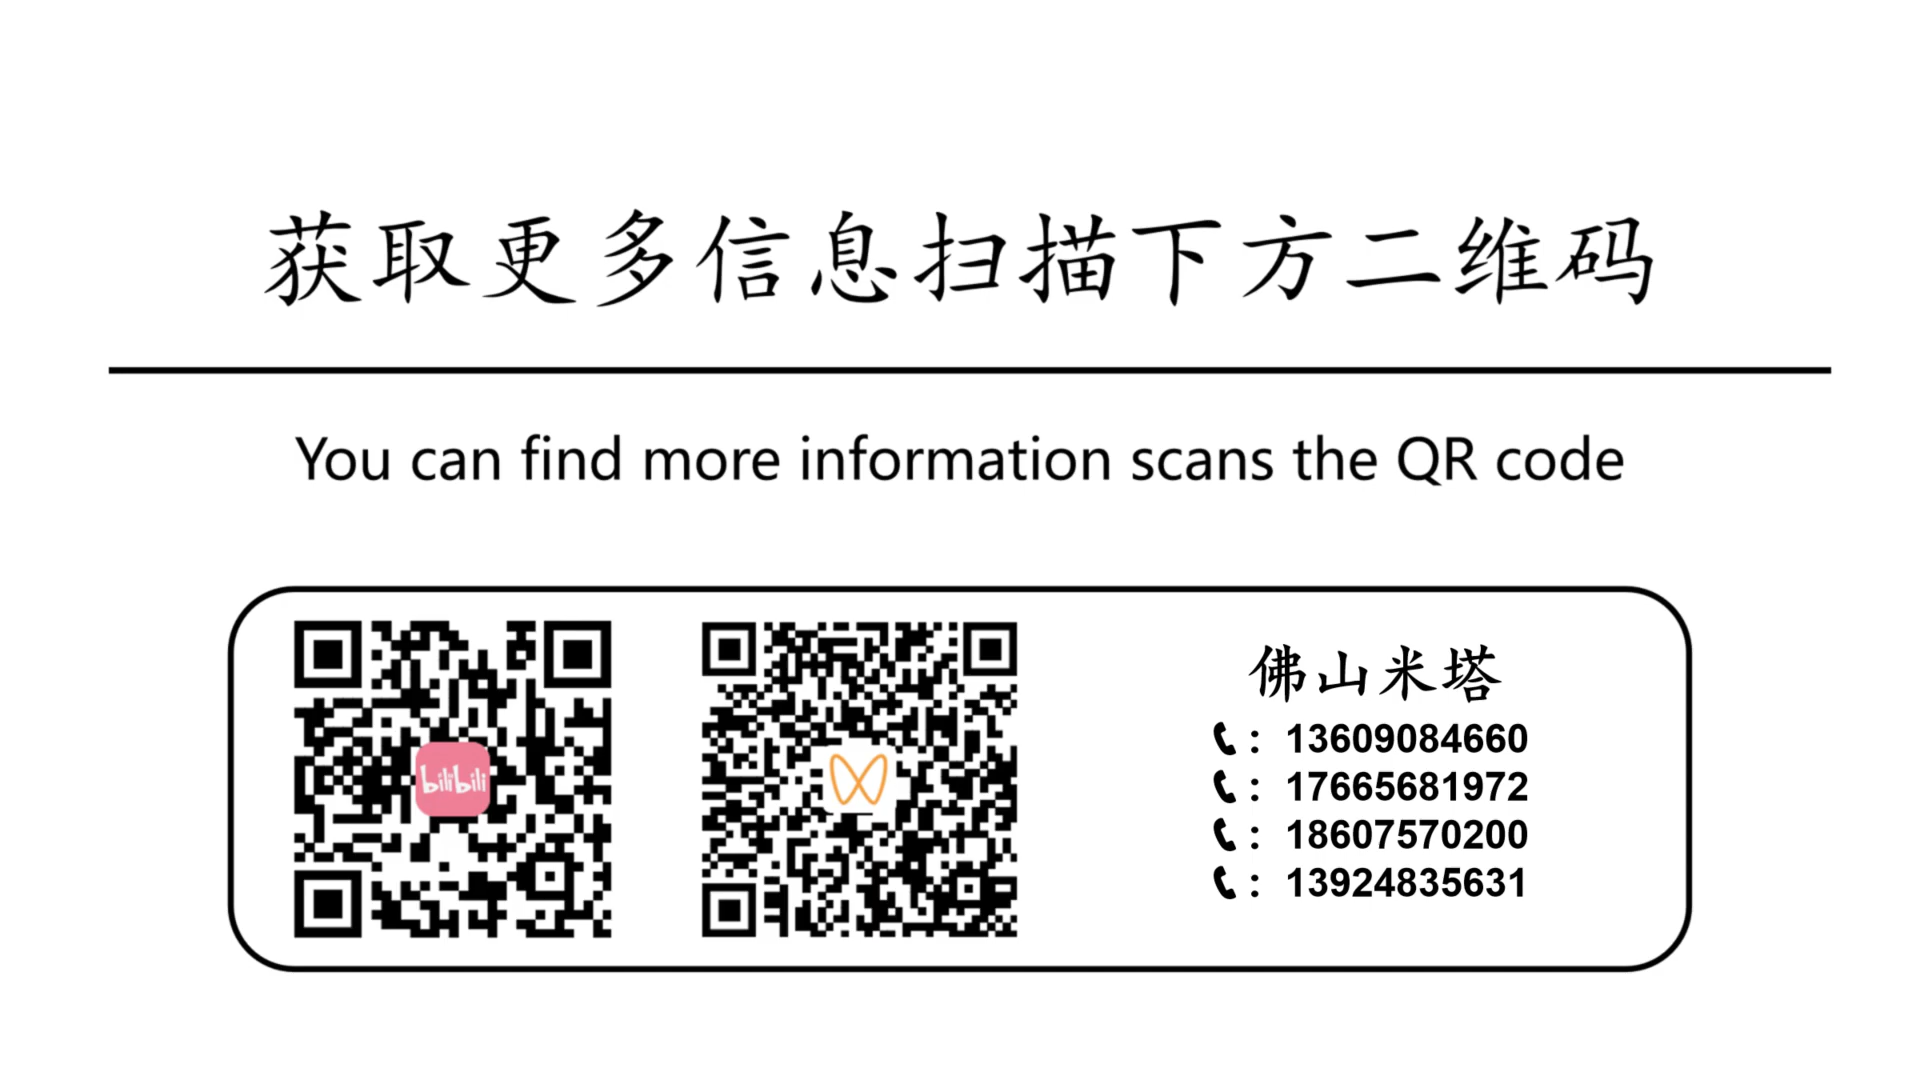 获取更多信息扫描下方二维码
You can find more information scans the QR code
bilibili
佛山米塔
: 13609084660
: 17665681972
: 18607570200
: 13924835631